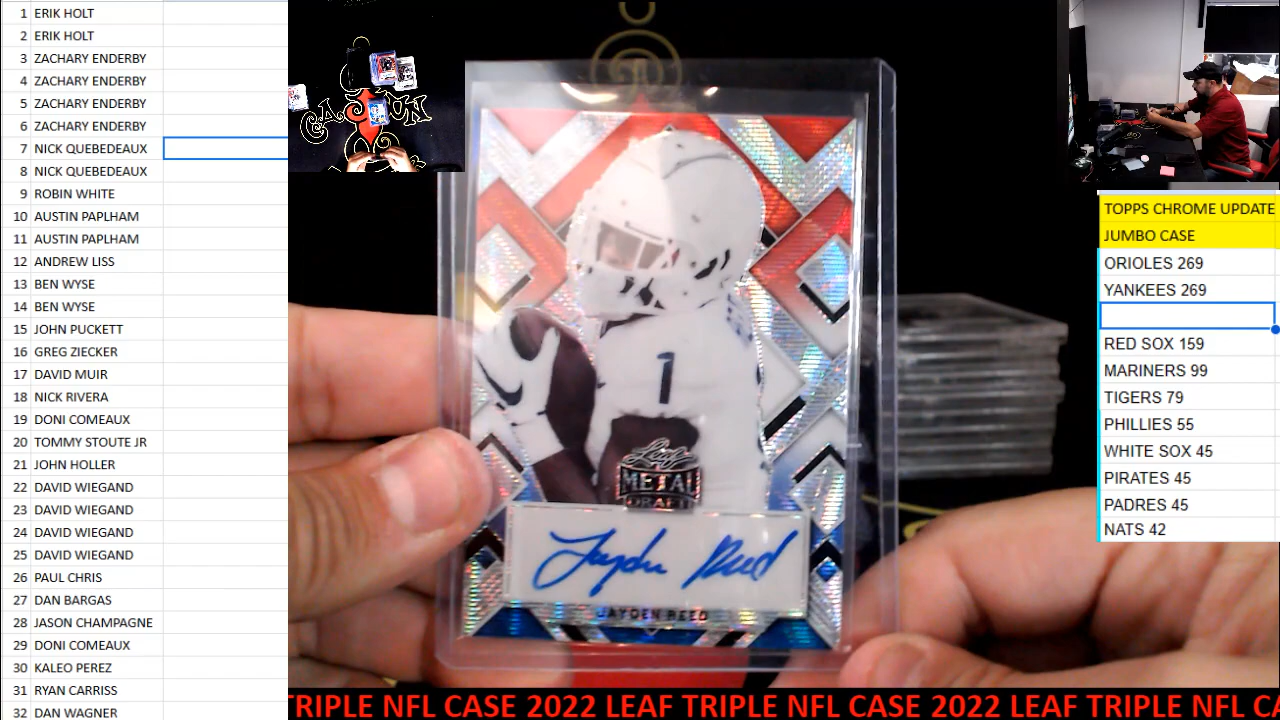 1 ERIK HOLT
2 ERIK HOLT
3 ZACHARY ENDERBY
4 ZACHARY ENDERBY
5 ZACHARY ENDERBY
6 ZACHARY ENDERBY
7 NICK QUEBEDEAUX
8 NICK QUEBEDEAUX
9 ROBIN WHITE
10 AUSTIN PAPLHAM
11 AUSTIN PAPLHAM
12 ANDREW LISS
13 BEN WYSE
14 BEN WYSE
15 JOHN PUCKETT
16 GREG ZIECKER
17 DAVID MUIR
18 NICK RIVERA
19 DONI COMEAUX
20 TOMMY STOUTE JR
21 JOHN HOLLER
22 DAVID WIEGAND
23 DAVID WIEGAND
24 DAVID WIEGAND
25 DAVID WIEGAND
26 PAUL CHRIS
27 DAN BARGAS
28 JASON CHAMPAGNE
29 DONI COMEAUX
30 KALEO PEREZ
31 RYAN CARRISS
32 DAN WAGNER
1
Leaf
METAL
DRAFT
Jayden Reed
JAYDEN REED
TOPPS CHROME UPDATE
JUMBO CASE
ORIOLES 269
YANKEES 269
RED SOX 159
MARINERS 99
TIGERS 79
PHILLIES 55
WHITE SOX 45
PIRATES 45
PADRES 45
NATS 42
TRIPLE NFL CASE 2022 LEAF TRIPLE NFL CASE 2022 LEAF TRIPLE NFL CA